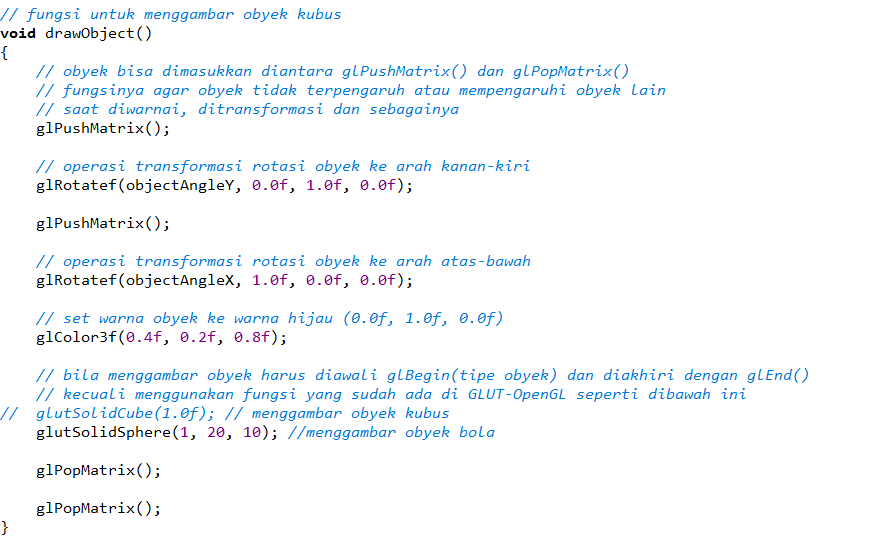 // fungsi untuk menggambar obyek kubus
void drawObject()
{
// obyek bisa dimasukkan diantara glPushMatrix() dan glPopMatrix()
// fungsinya agar obyek tidak terpengaruh atau mempengaruhi obyek lain
// saat diwarnai, ditransformasi dan sebagainya
glPushMatrix();
// operasi transformasi rotasi obyek ke arah kanan-kiri
glRotatef(objectAngleY, 0.0f, 1.0f, 0.0f);
glPushMatrix();
// operasi transformasi rotasi obyek ke arah atas-bawah
glRotatef(objectAngleX, 1.0f, 0.0f, 0.0f);
// set warna obyek ke warna hijau (0.0f, 1.0f, 0.0f)
glColor3f(0.4f, 0.2f, 0.8f);
// bila menggambar obyek harus diawali glBegin(tipe obyek) dan diakhiri dengan glEnd()
// kecuali menggunakan fungsi yang sudah ada di GLUT-OpenGL seperti dibawah ini
// glutSolidCube(1.0f); // menggambar obyek kubus
glutSolidSphere(1, 20, 10); //menggambar obyek bola
glPopMatrix();
glPopMatrix();
}